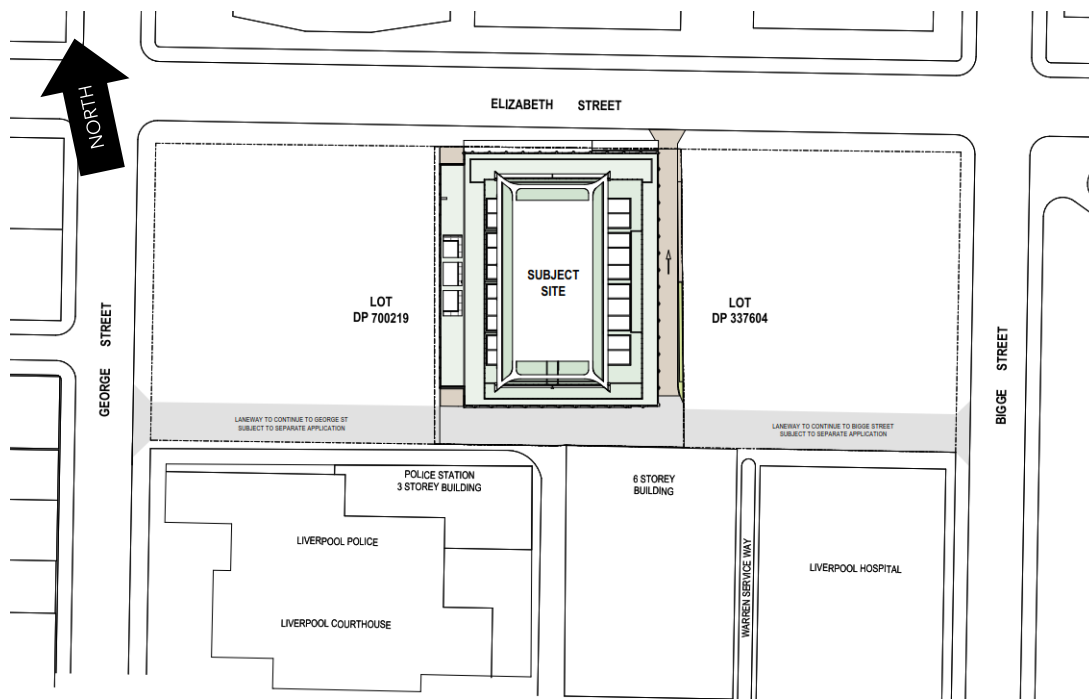 NORTH
ELIZABETH STREET
SUBJECT
SITE
LOT
DP 700219
LOT
DP 337604
GEORGE STREET
BIGGE STREET
LANEWAY TO CONTINUE TO GEORGE ST
SUBJECT TO SEPARATE APPLICATION
LANEWAY TO CONTINUE TO BIGGE STREET
SUBJECT TO SEPARATE APPLICATION
POLICE STATION
3 STOREY BUILDING
6 STOREY
BUILDING
LIVERPOOL POLICE
LIVERPOOL COURTHOUSE
WARREN SERVICE WAY
LIVERPOOL HOSPITAL